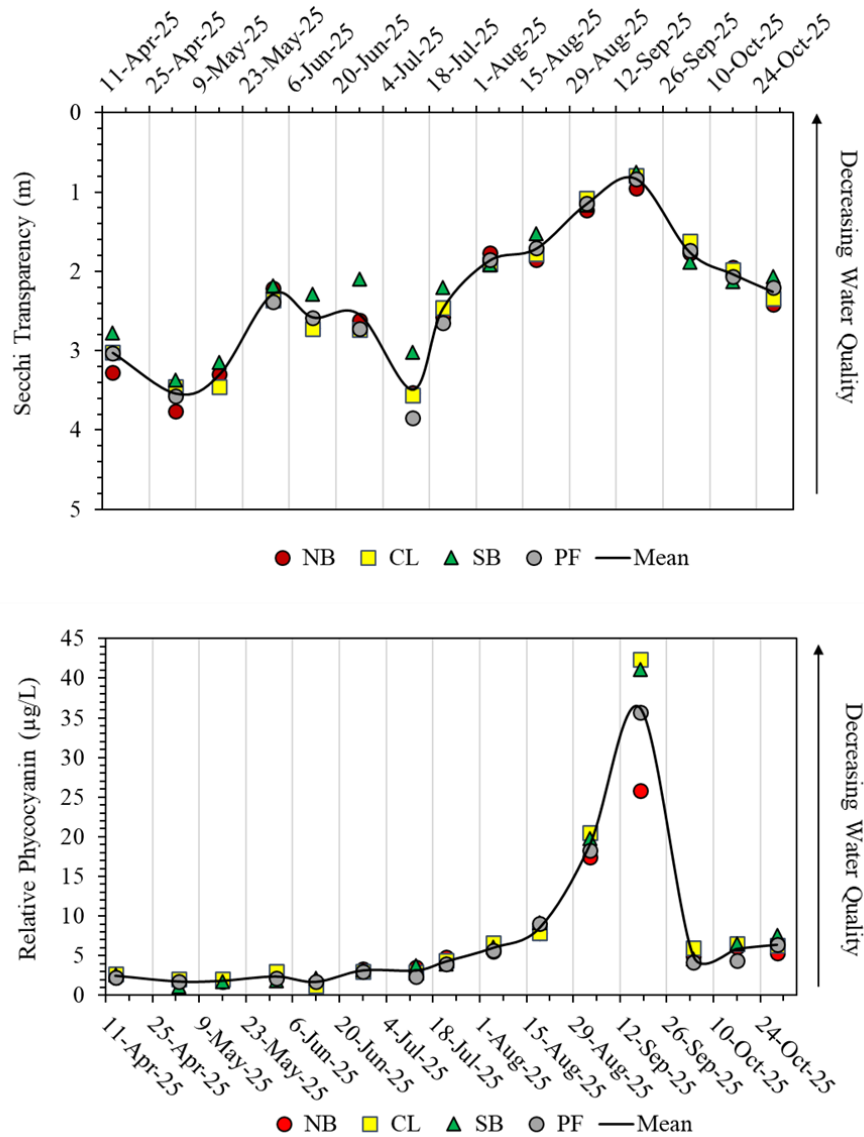 11-Apr-25
25-Apr-25
9-May-25
23-May-25
6-Jun-25
20-Jun-25
4-Jul-25
18-Jul-25
1-Aug-25
15-Aug-25
29-Aug-25
12-Sep-25
26-Sep-25
10-Oct-25
24-Oct-25
Secchi Transparency (m)
0
1
2
3
4
5
Decreasing Water Quality
NB CL SB PF Mean
Relative Phycocyanin (µg/L)
45
40
35
30
25
20
15
10
5
0
Decreasing Water Quality
11-Apr-25
25-Apr-25
9-May-25
23-May-25
6-Jun-25
20-Jun-25
4-Jul-25
18-Jul-25
1-Aug-25
15-Aug-25
29-Aug-25
12-Sep-25
26-Sep-25
10-Oct-25
24-Oct-25
NB CL SB PF Mean